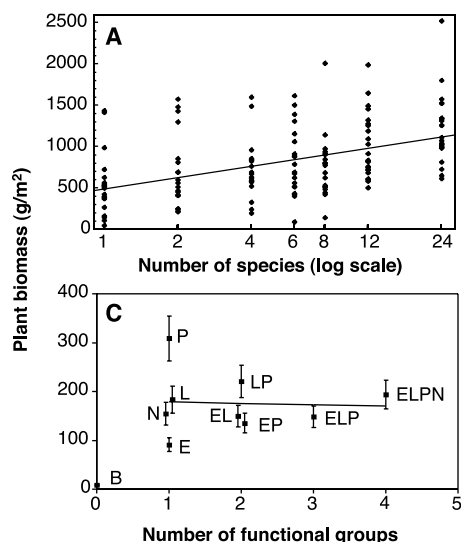 A
2500
2000
1500
1000
500
0
1 2 4 6 8 12 24
Number of species (log scale)
Plant biomass (g/m²)
C
400
300
200
100
0
P
LP
L
N
EL
EP
ELP
ELPN
E
B
0 1 2 3 4 5
Number of functional groups